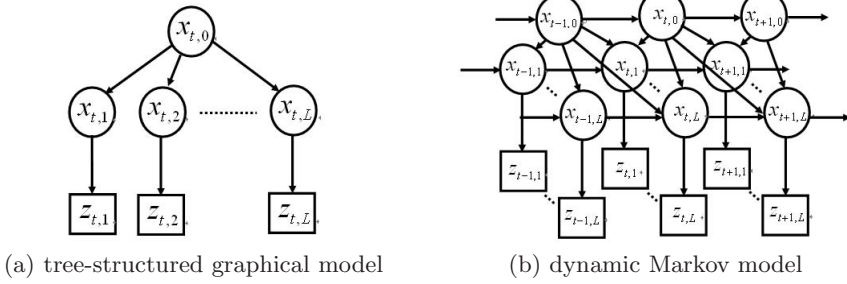 x_{t,0}
x_{t,1} x_{t,2} x_{t,L}
z_{t,1} z_{t,2} z_{t,L}
(a) tree-structured graphical model
x_{t-1,0} x_{t,0} x_{t+1,0}
x_{t-1,1} x_{t,1} x_{t+1,1}
x_{t-1,L} x_{t,L} x_{t+1,L}
z_{t-1,1} z_{t,1} z_{t+1,1}
z_{t-1,L} z_{t,L} z_{t+1,L}
(b) dynamic Markov model